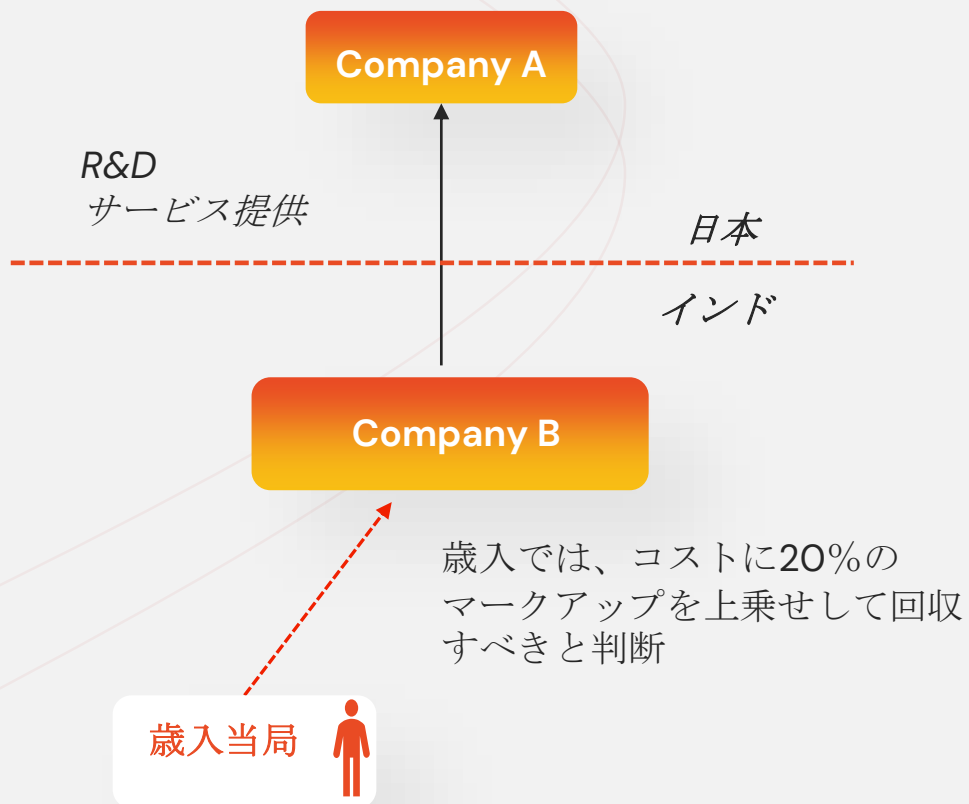 Company A
R&D
サービス提供
日本
インド
Company B
歳入では、コストに20%の
マークアップを上乗せして回収
すべきと判断
歳入当局